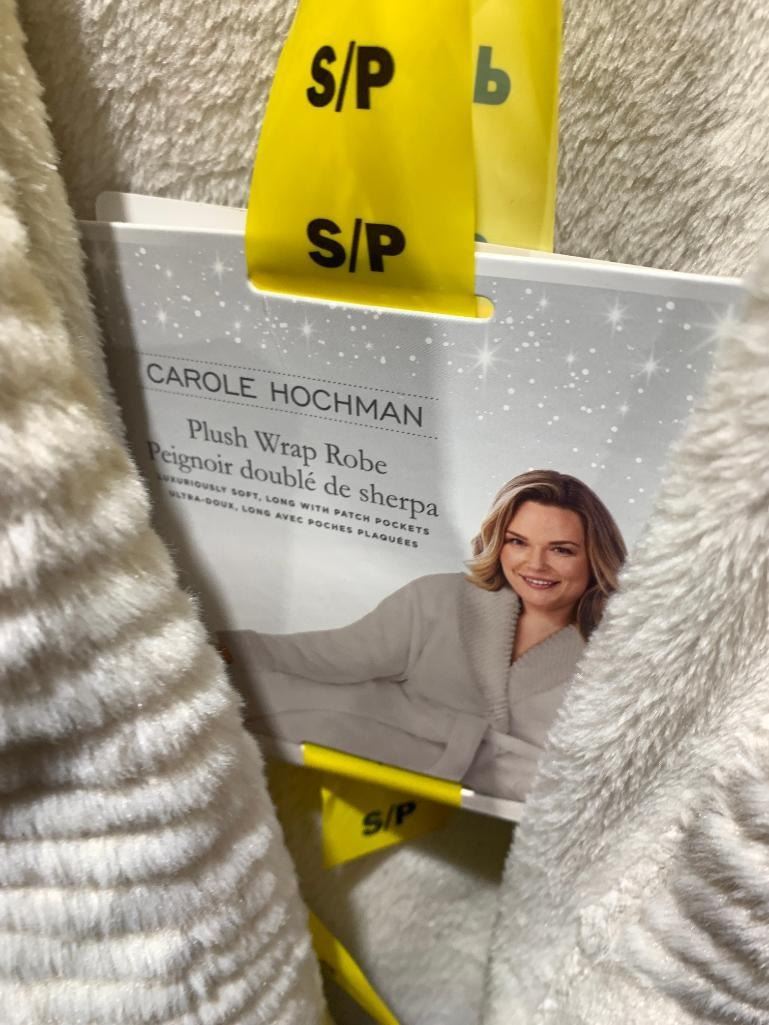 S/P
S/P
CAROLE HOCHMAN
Plush Wrap Robe
Peignoir doublé de sherpa
LUXURIOUSLY SOFT, LONG WITH PATCH POCKETS
ULTRA-DOUX, LONG AVEC POCHES PLAQUÉES
S/P